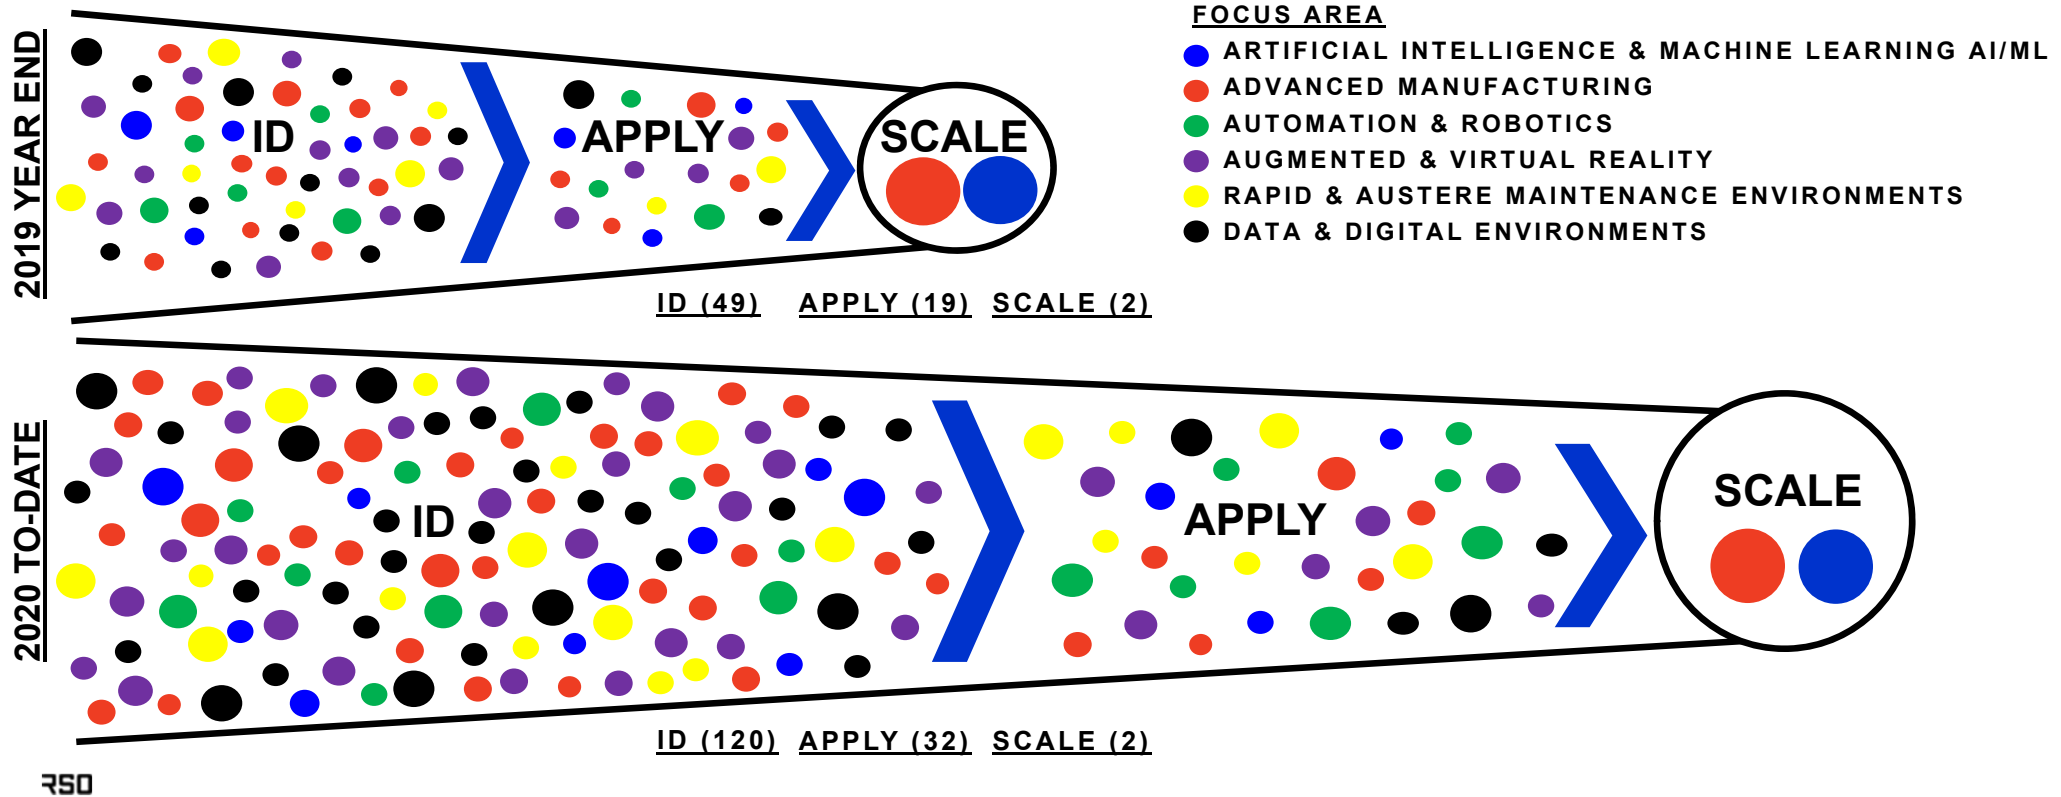 FOCUS AREA
ARTIFICIAL INTELLIGENCE & MACHINE LEARNING AI/ML
ADVANCED MANUFACTURING
AUTOMATION & ROBOTICS
AUGMENTED & VIRTUAL REALITY
RAPID & AUSTERE MAINTENANCE ENVIRONMENTS
DATA & DIGITAL ENVIRONMENTS
2019 YEAR END
ID
APPLY
SCALE
ID (49) APPLY (19) SCALE (2)
2020 TO-DATE
ID
APPLY
SCALE
ID (120) APPLY (32) SCALE (2)
RSO